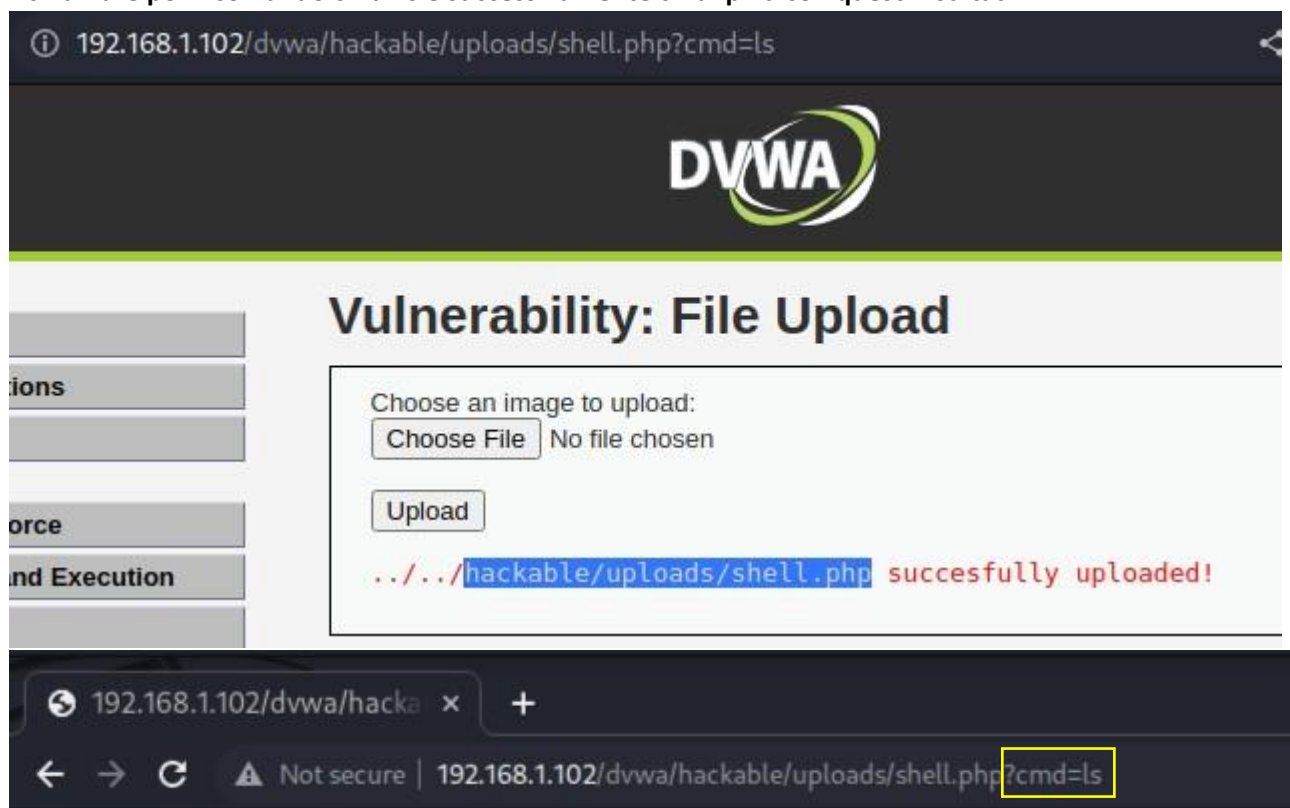 192.168.1.102/dvwa/hackable/uploads/shell.php?cmd=ls
DVWA
Vulnerability: File Upload
tions
Choose an image to upload:
Choose File No file chosen
Upload
orce
and Execution
../../hackable/uploads/shell.php succesfully uploaded!
192.168.1.102/dvwa/hacka
Not secure | 192.168.1.102/dvwa/hackable/uploads/shell.php?cmd=ls